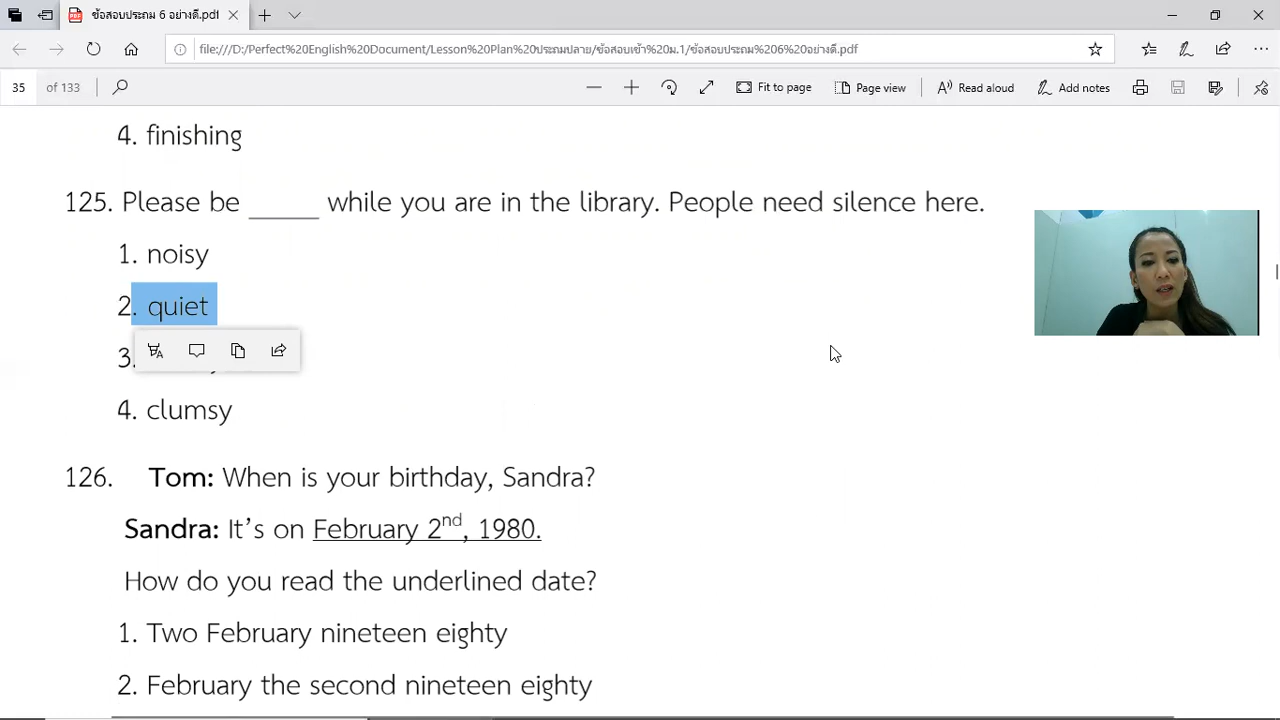 ข้อสอบประถม 6 อย่างดี.pdf
file:///D:/Perfect%20English%20Document/Lesson%20Plan%20ประถมปลาย/ข้อสอบเข้า%20ม.1/ข้อสอบประถม%206%20อย่างดี.pdf
35 of 133 Fit to page Page view Read aloud Add notes
4. finishing
125. Please be _____ while you are in the library. People need silence here.
1. noisy
2. quiet
3.
4. clumsy
126. Tom: When is your birthday, Sandra?
Sandra: It's on February 2nd, 1980.
How do you read the underlined date?
1. Two February nineteen eighty
2. February the second nineteen eighty